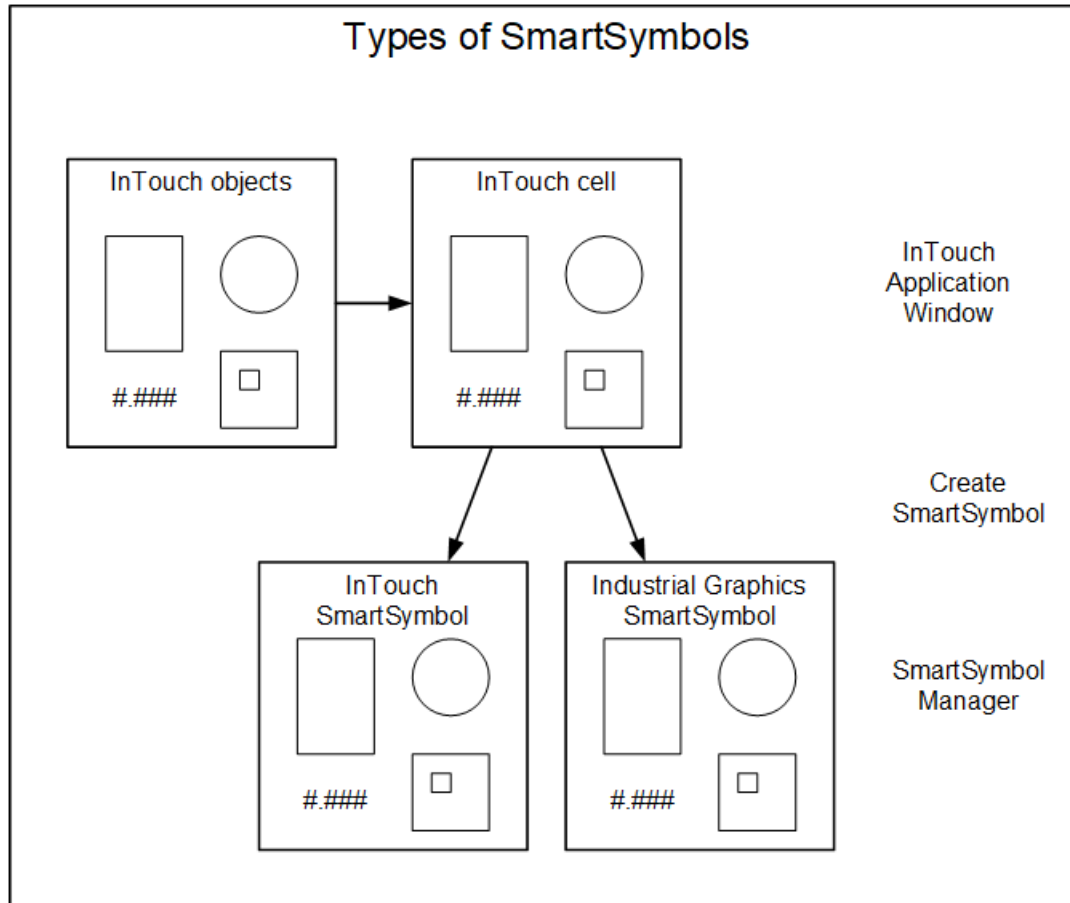 Types of SmartSymbols
InTouch objects
#.###
InTouch cell
#.###
InTouch
Application
Window
Create
SmartSymbol
InTouch
SmartSymbol
#.###
Industrial Graphics
SmartSymbol
#.###
SmartSymbol
Manager